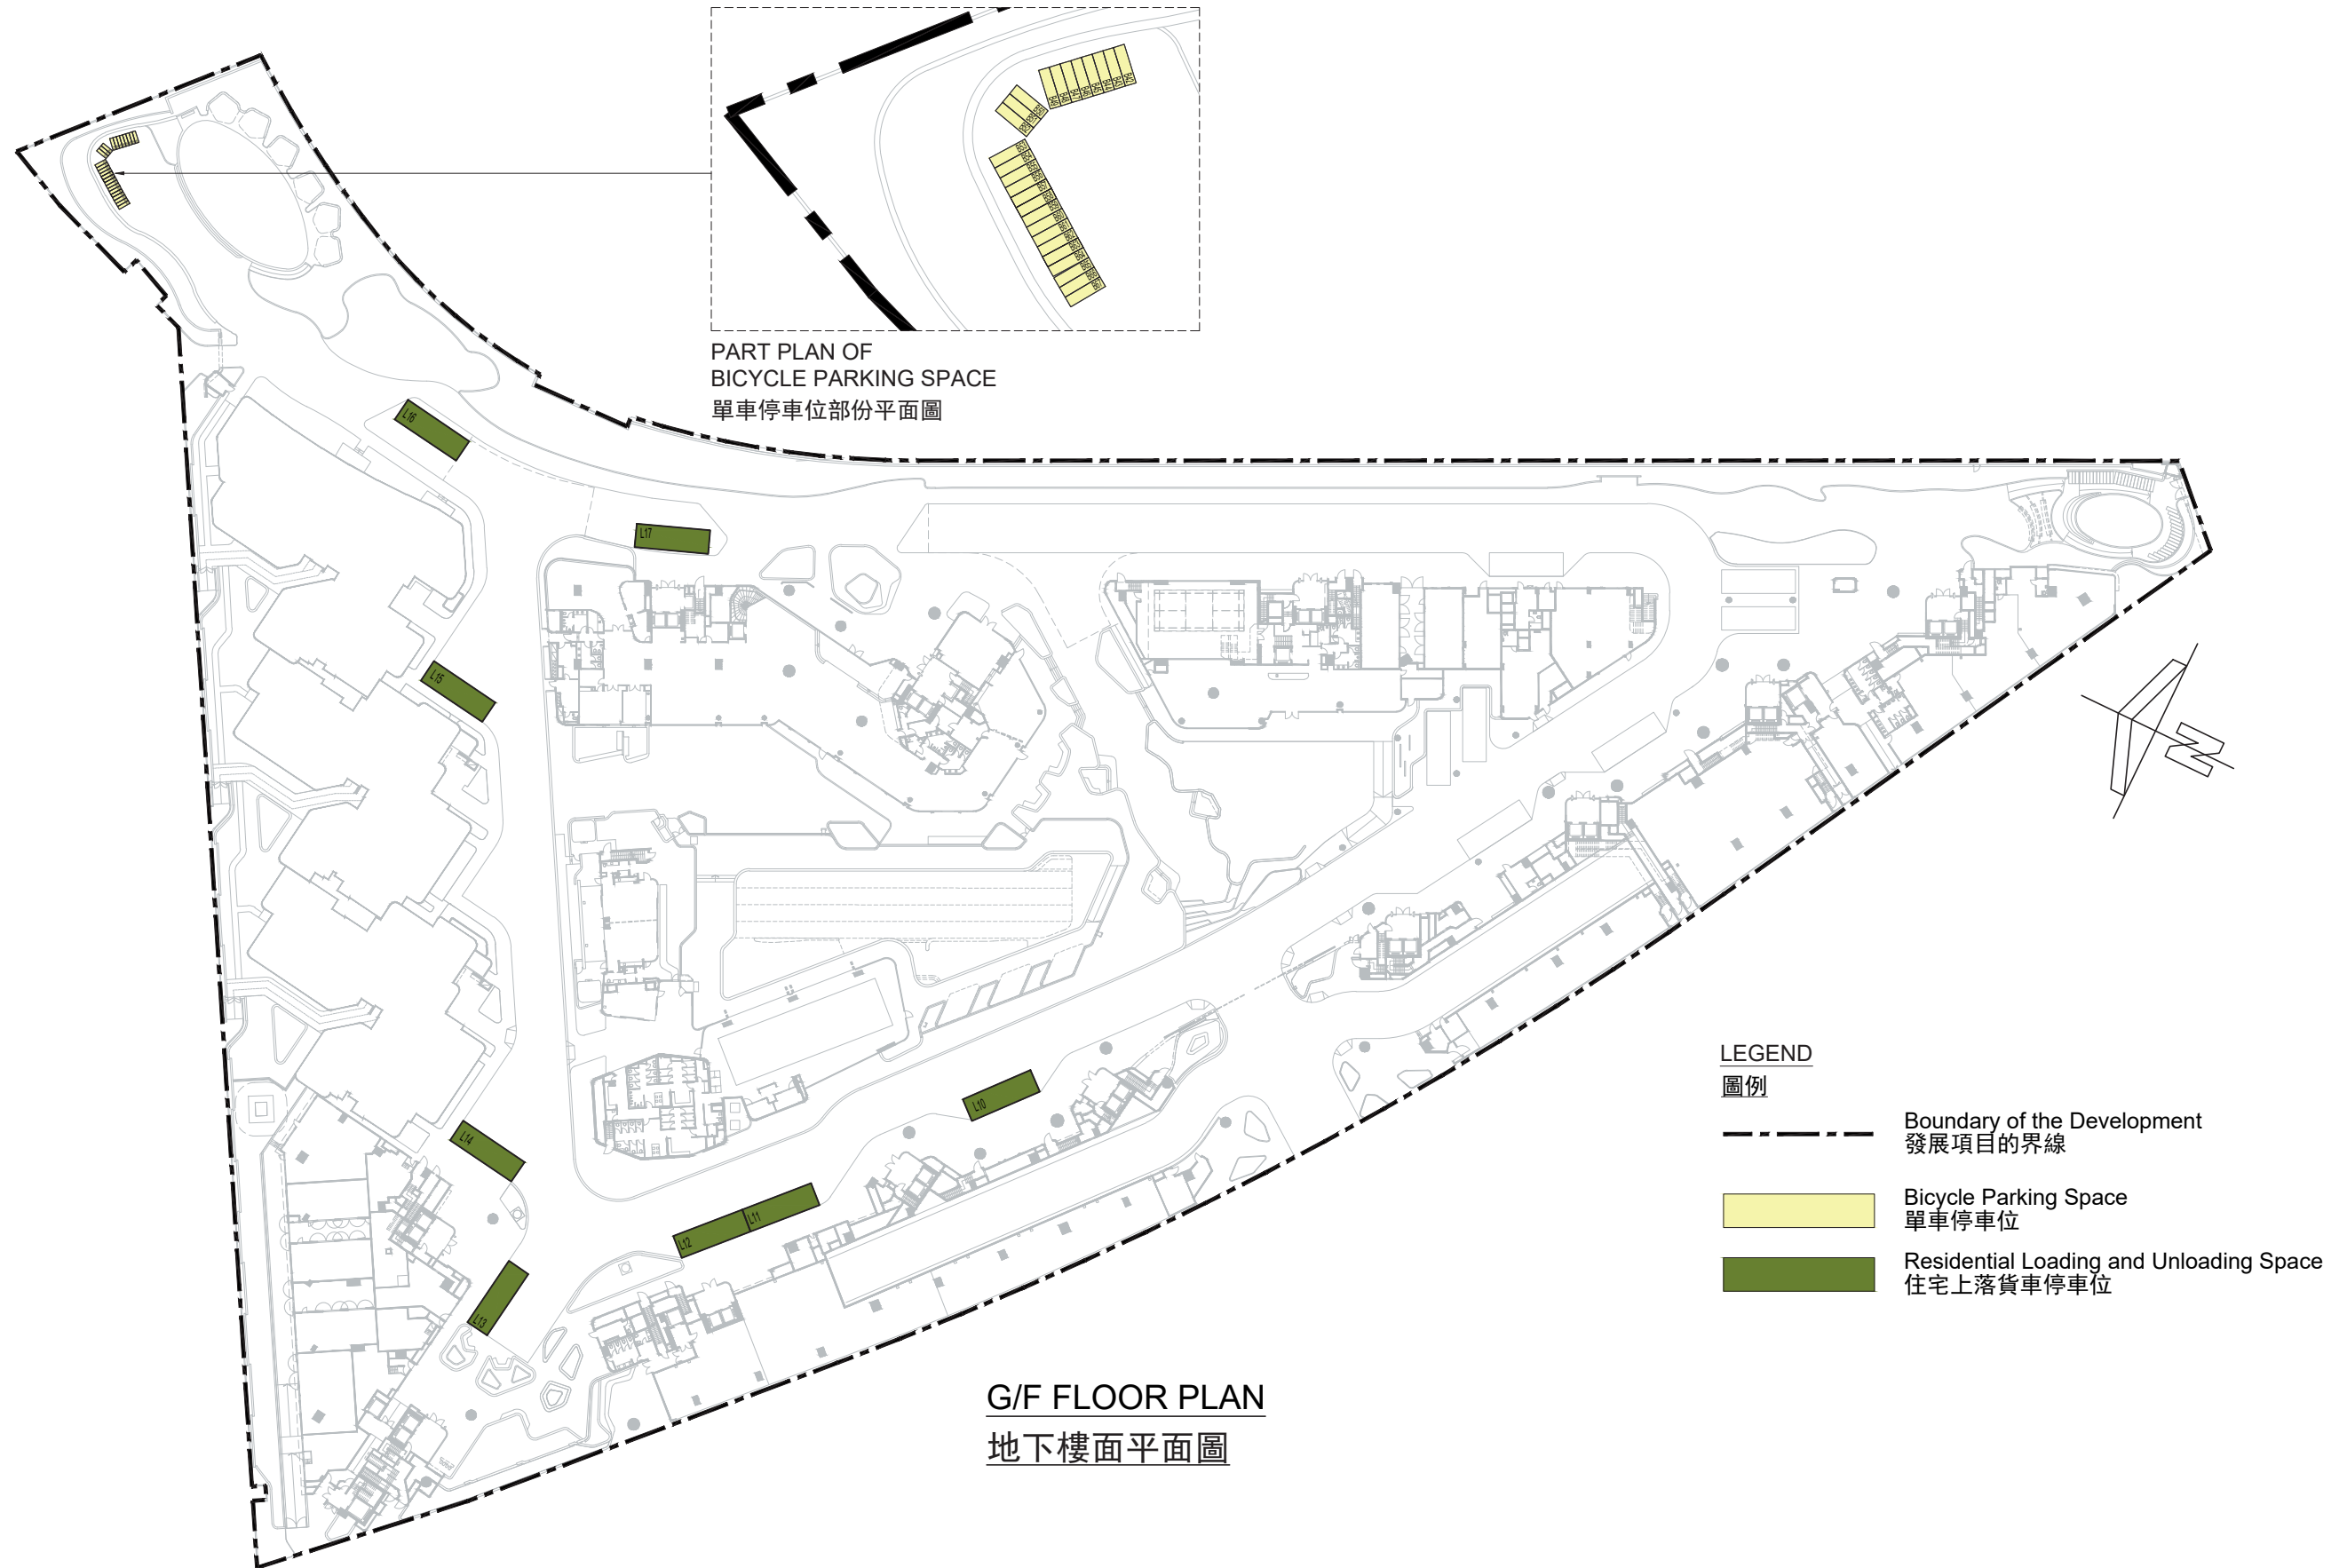 PART PLAN OF
BICYCLE PARKING SPACE
單車停車位部份平面圖
L16
L17
L15
L14
L10
L11
L12
L13
N
LEGEND
圖例
Boundary of the Development
發展項目的界線
Bicycle Parking Space
單車停車位
Residential Loading and Unloading Space
住宅上落貨車停車位
G/F FLOOR PLAN
地下樓面平面圖